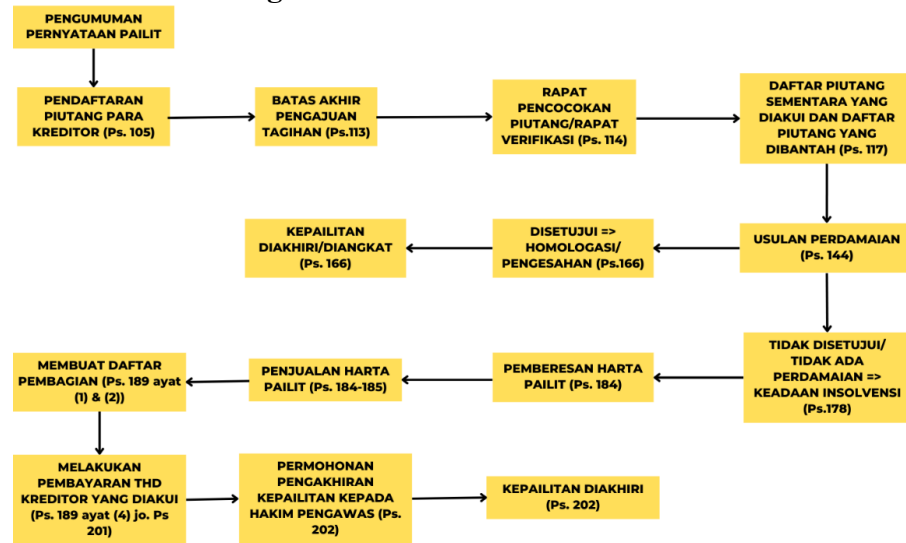 PENGUMUMAN
PERNYATAAN PAILIT
PENDAFTARAN
PIUTANG PARA
KREDITOR (Ps. 105)
BATAS AKHIR
PENGAJUAN
TAGIHAN (Ps.113)
RAPAT
PENCOCOKAN
PIUTANG/RAPAT
VERIFIKASI (Ps. 114)
DAFTAR PIUTANG
SEMENTARA YANG
DIAKUI DAN DAFTAR
PIUTANG YANG
DIBANTAH (Ps. 117)
USULAN PERDAMAIAN
(Ps. 144)
DISETUJUI =>
HOMOLOGASI/
PENGESAHAN (Ps.166)
KEPAILITAN
DIAKHIRI/DIANGKAT
(Ps. 166)
TIDAK DISETUJUI/
TIDAK ADA
PERDAMAIAN =>
KEADAAN INSOLVENSI
(Ps.178)
PEMBERESAN HARTA
PAILIT (Ps. 184)
PENJUALAN HARTA
PAILIT (Ps. 184-185)
MEMBUAT DAFTAR
PEMBAGIAN (Ps. 189 ayat
(1) & (2))
MELAKUKAN
PEMBAYARAN THD
KREDITOR YANG DIAKUI
(Ps. 189 ayat (4) jo. Ps
201)
PERMOHONAN
PENGAKHIRAN
KEPAILITAN KEPADA
HAKIM PENGAWAS (Ps.
202)
KEPAILITAN DIAKHIRI
(Ps. 202)